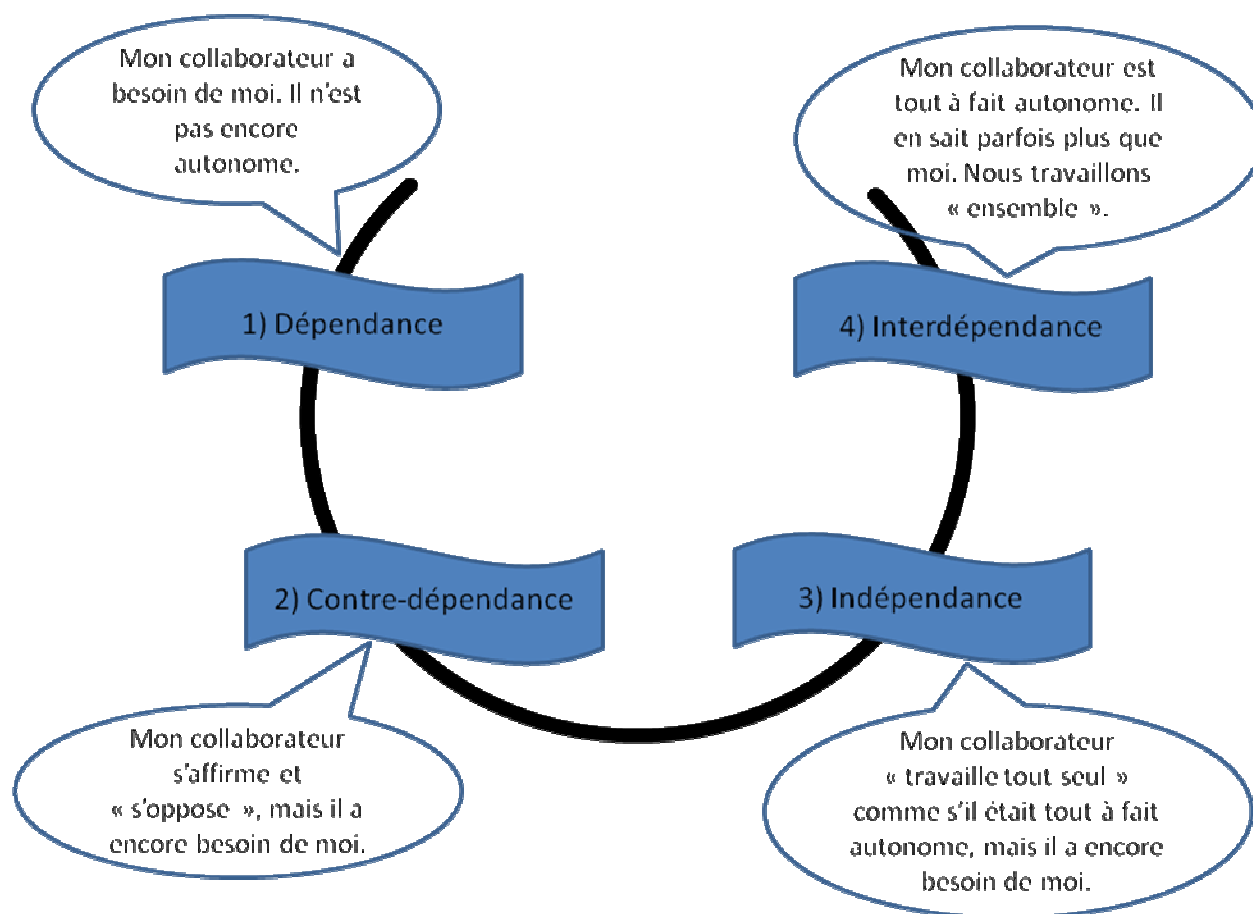 Mon collaborateur a
besoin de moi. Il n'est
pas encore
autonome.
1) Dépendance
2) Contre-dépendance
Mon collaborateur
s'affirme et
« s'oppose », mais il a
encore besoin de moi.
3) Indépendance
Mon collaborateur
« travaille tout seul »
comme s'il était tout à fait
autonome, mais il a encore
besoin de moi.
Mon collaborateur est
tout à fait autonome. Il
en sait parfois plus que
moi. Nous travaillons
« ensemble ».
4) Interdépendance